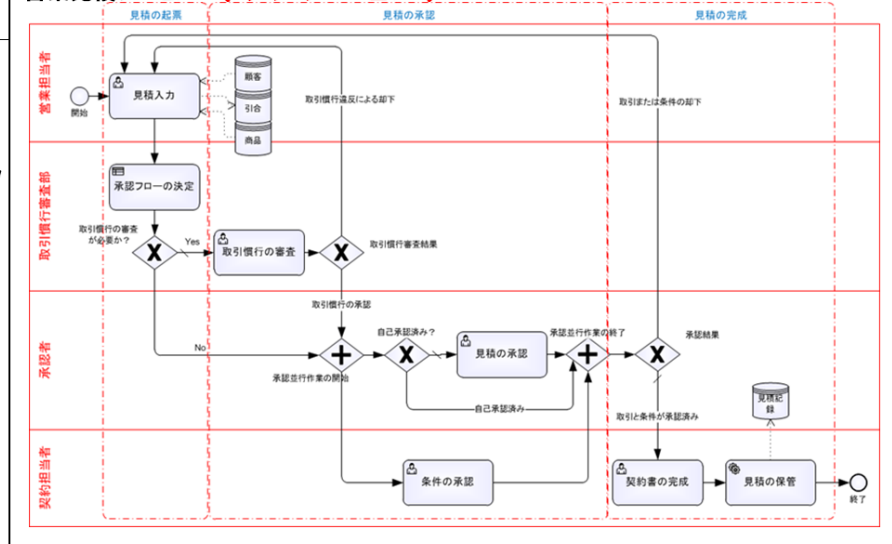 見積の起票
見積の承認
見積の完成
営業担当者
開始
見積入力
顧客
引合
商品
取引慣行違反による却下
取引または条件の却下
取引慣行審査部
承認フローの決定
取引慣行の審査
が必要か？
Yes
取引慣行の審査
取引慣行審査結果
取引慣行の承認
承認者
No
承認並行作業の開始
自己承認済み？
見積の承認
承認並行作業の終了
承認結果
自己承認済み
取引と条件が承認済み
見積記
録
契約担当者
条件の承認
契約書の完成
見積の保管
終了